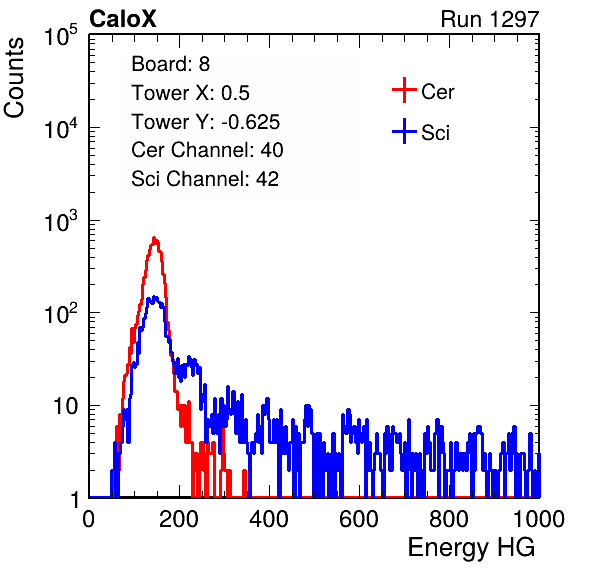 CaloX Run 1297
Counts
Board: 8
Tower X: 0.5
Tower Y: -0.625
Cer Channel: 40
Sci Channel: 42
Cer
Sci
10^5
10^4
10^3
10^2
10
1
0 200 400 600 800 1000
Energy HG